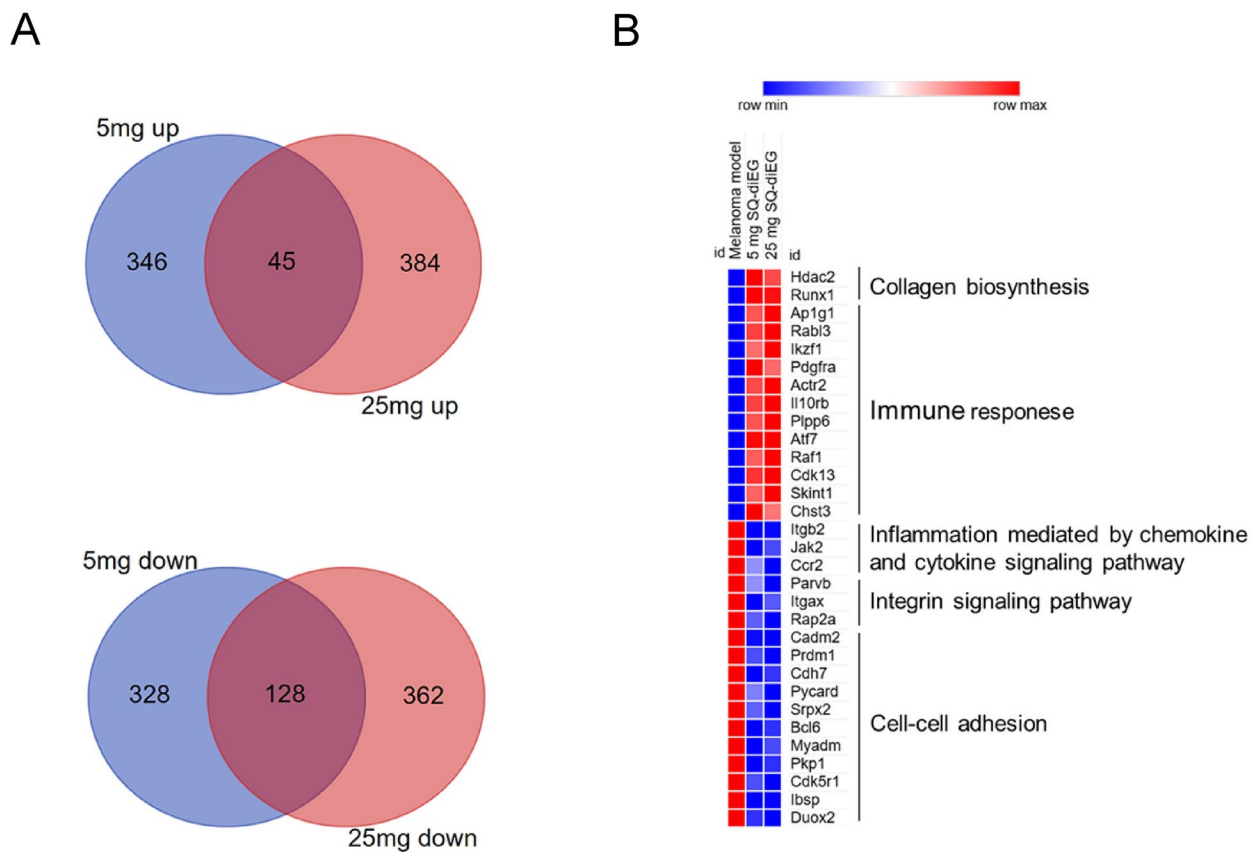 A
5mg up
346
45
384
25mg up
5mg down
328
128
362
25mg down
B
row min
row max
id
Melanoma model
5 mg SQ-diEG
25 mg SQ-diEG
id
Hdac2
Runx1
Ap1g1
Rabl3
Ikzf1
Pdgfra
Actr2
Il10rb
Plpp6
Atf7
Raf1
Cdk13
Skint1
Chst3
Itgb2
Jak2
Ccr2
Parvb
Itgax
Rap2a
Cadm2
Prdm1
Cdh7
Pycard
Srpx2
Bcl6
Myadm
Pkp1
Cdk5r1
Ibsp
Duox2
Collagen biosynthesis
Immune responese
Inflammation mediated by chemokine
and cytokine signaling pathway
Integrin signaling pathway
Cell-cell adhesion